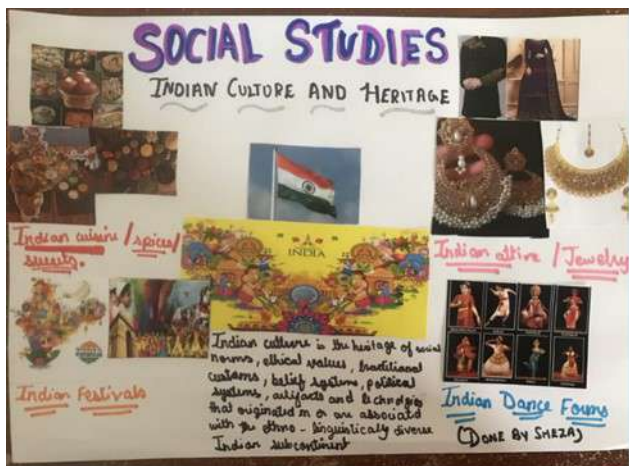 SOCIAL STUDIES
INDIAN CULTURE AND HERITAGE
Indian cuisine/spices/
sweets.
INDIA
Indian attire/Jewelry
Indian Festivals
Indian culture is the heritage of social
norms, ethical values, traditional
customs, belief systems, political
systems, artifacts and technologies
that originated in or are associated
with the ethno-linguistically diverse
Indian subcontinent
Indian Dance Forms
(DONE BY SHEZA)